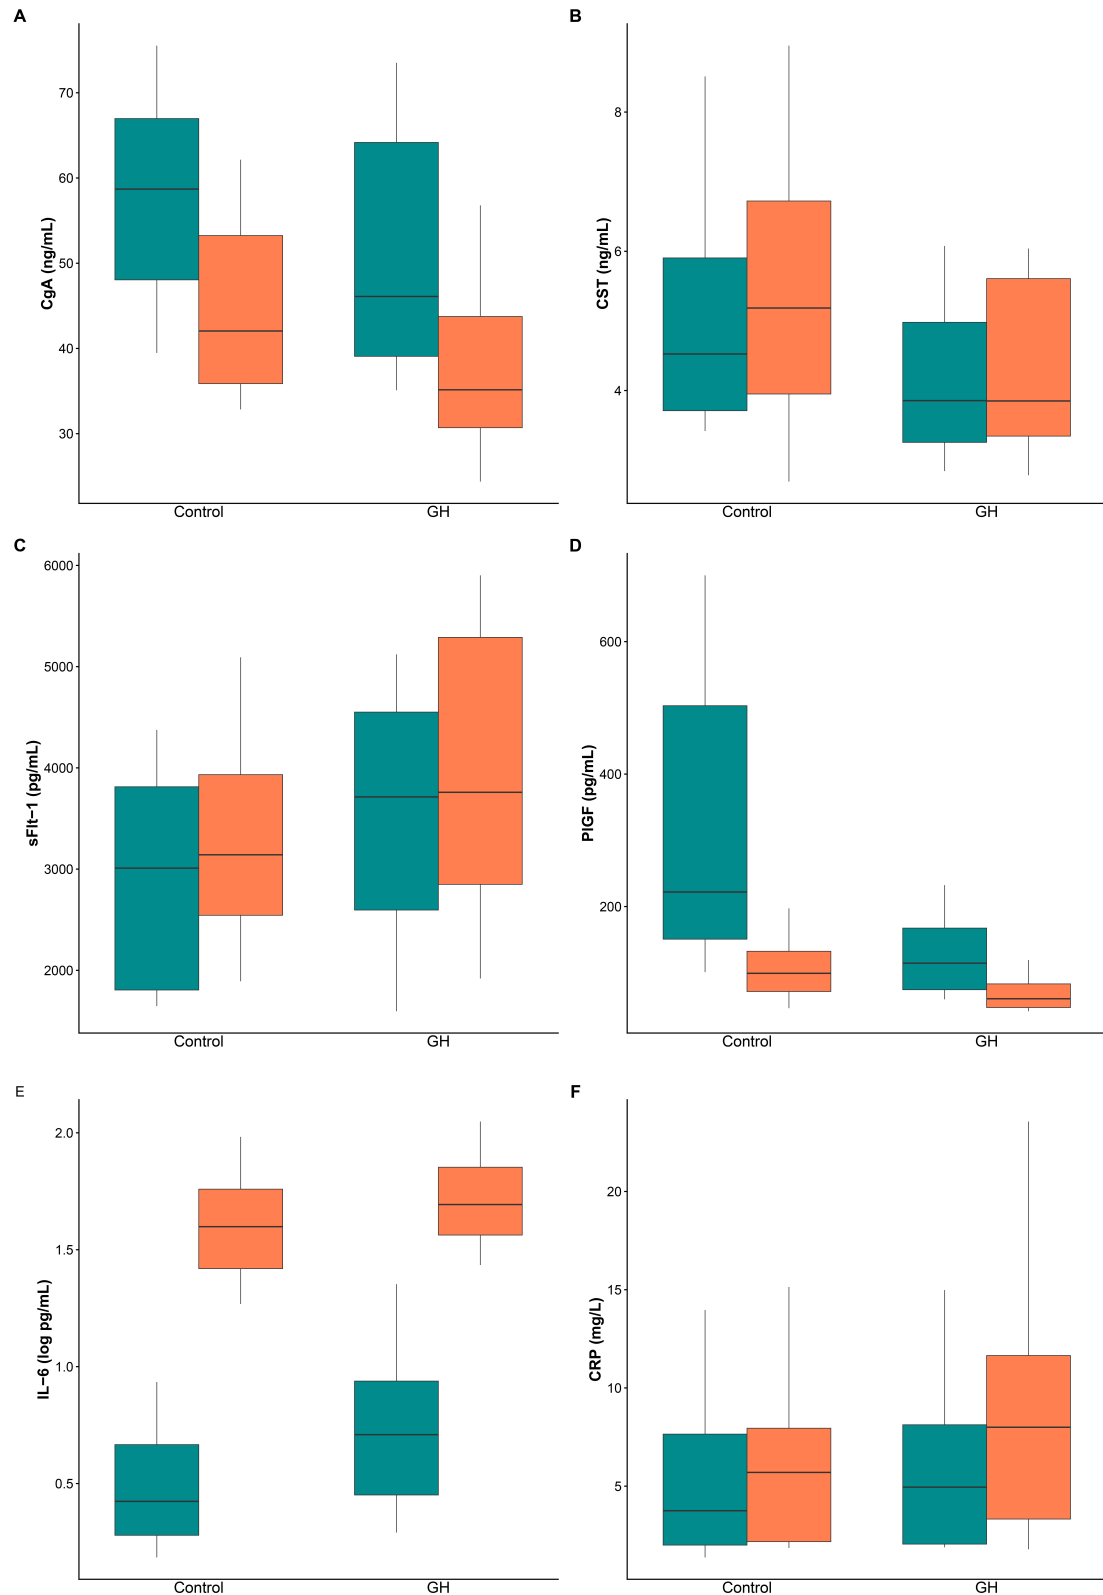 A
CgA (ng/mL)
70
60
50
40
30
Control
GH
B
CST (ng/mL)
8
6
4
Control
GH
C
sFlt−1 (pg/mL)
6000
5000
4000
3000
2000
Control
GH
D
PlGF (pg/mL)
600
400
200
Control
GH
E
IL−6 (log pg/mL)
2.0
1.5
1.0
0.5
Control
GH
F
CRP (mg/L)
20
15
10
5
Control
GH